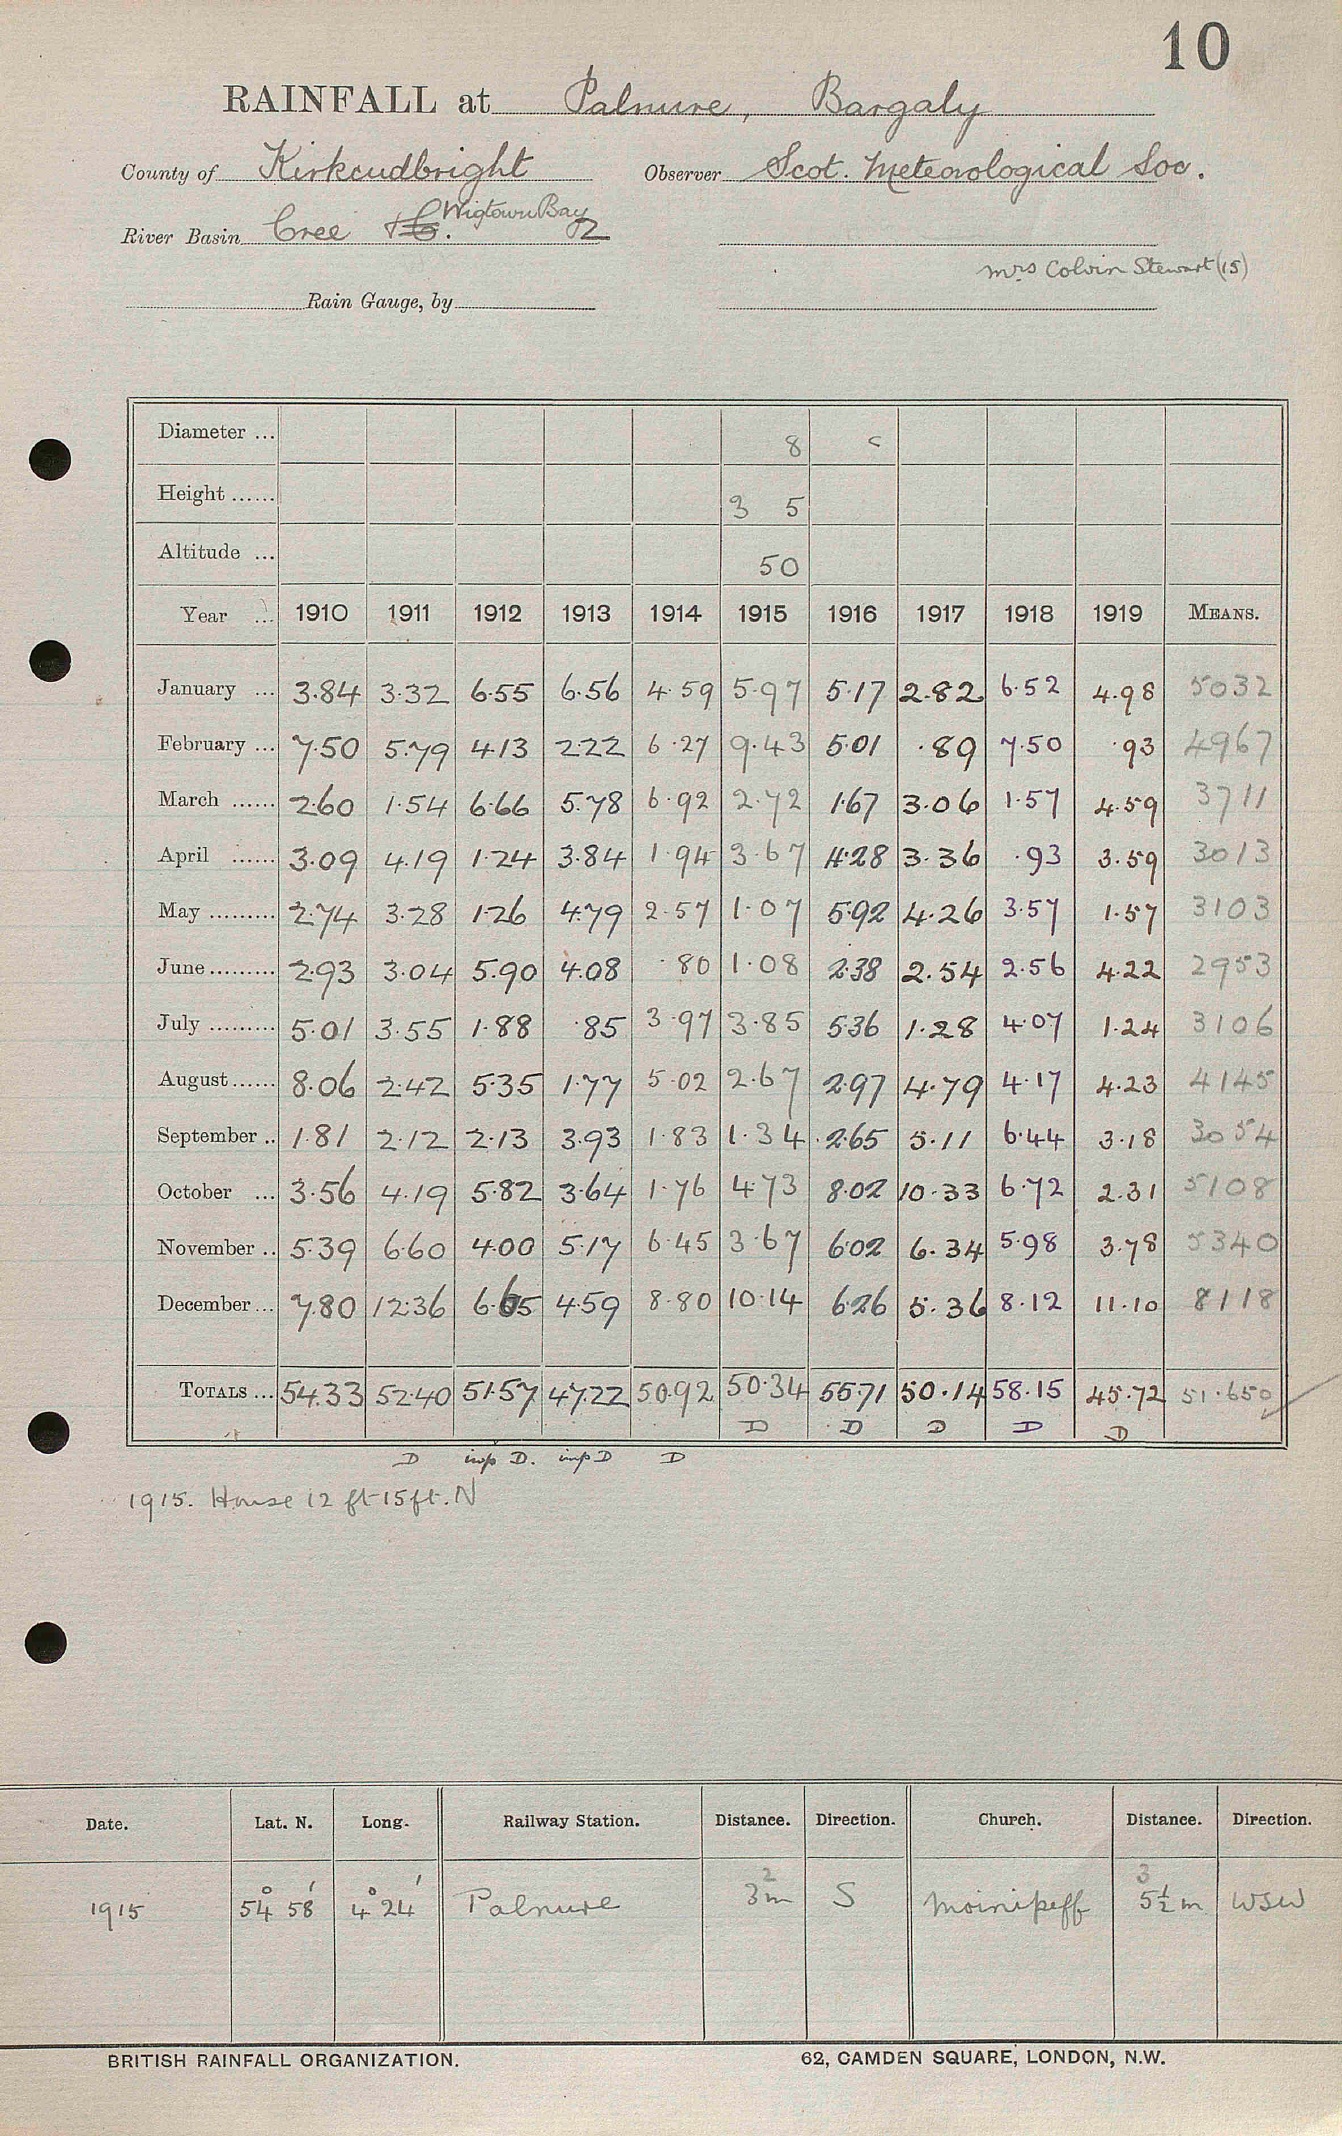 10
RAINFALL at Palnure, Bargaly
County of Kirkcudbright Observer Scot. Meteorological Soc.
River Basin Cree Wigtown Bay 2
Mrs Colvin Stewart (15)
Rain Gauge, by
Diameter ... 8 c
Height ...... 3 5
Altitude ... 50
Year ... 1910 1911 1912 1913 1914 1915 1916 1917 1918 1919 MEANS.
January ... 3.84 3.32 6.55 6.56 4.59 5.97 5.17 2.82 6.52 4.98 5032
February ... 7.50 5.79 4.13 2.22 6.27 9.43 5.01 .89 7.50 .93 4967
March ...... 2.60 1.54 6.66 5.78 6.92 2.72 1.67 3.06 1.57 4.59 3711
April ...... 3.09 4.19 1.24 3.84 1.94 3.67 4.28 3.36 .93 3.59 3013
May ......... 2.74 3.28 1.26 4.79 2.57 1.07 5.92 4.26 3.57 1.57 3103
June ......... 2.93 3.04 5.90 4.08 .80 1.08 2.38 2.54 2.56 4.22 2953
July ......... 5.01 3.55 1.88 .85 3.97 3.85 5.36 1.28 4.07 1.24 3106
August ...... 8.06 2.42 5.35 1.77 5.02 2.67 2.97 4.79 4.17 4.23 4145
September .. 1.81 2.12 2.13 3.93 1.83 1.34 2.65 5.11 6.44 3.18 3054
October ... 3.56 4.19 5.82 3.64 1.76 4.73 8.02 10.33 6.72 2.31 5108
November .. 5.39 6.60 4.00 5.17 6.45 3.67 6.02 6.34 5.98 3.78 5340
December ... 7.80 12.36 6.65 4.59 8.80 10.14 6.26 5.36 8.12 11.10 8118
TOTALS ... 54.33 52.40 51.57 47.22 50.92 50.34 55.71 50.14 58.15 45.72 51.650
D D D D D
D inp D. inp D D
1915. House 12 ft 15 ft. N
Date. Lat. N. Long. Railway Station. Distance. Direction. Church. Distance. Direction.
2 3
1915 54° 58' 4° 24' Palnure 3m S Moinipeff 5½ m WSW
BRITISH RAINFALL ORGANIZATION. 62, CAMDEN SQUARE, LONDON, N.W.